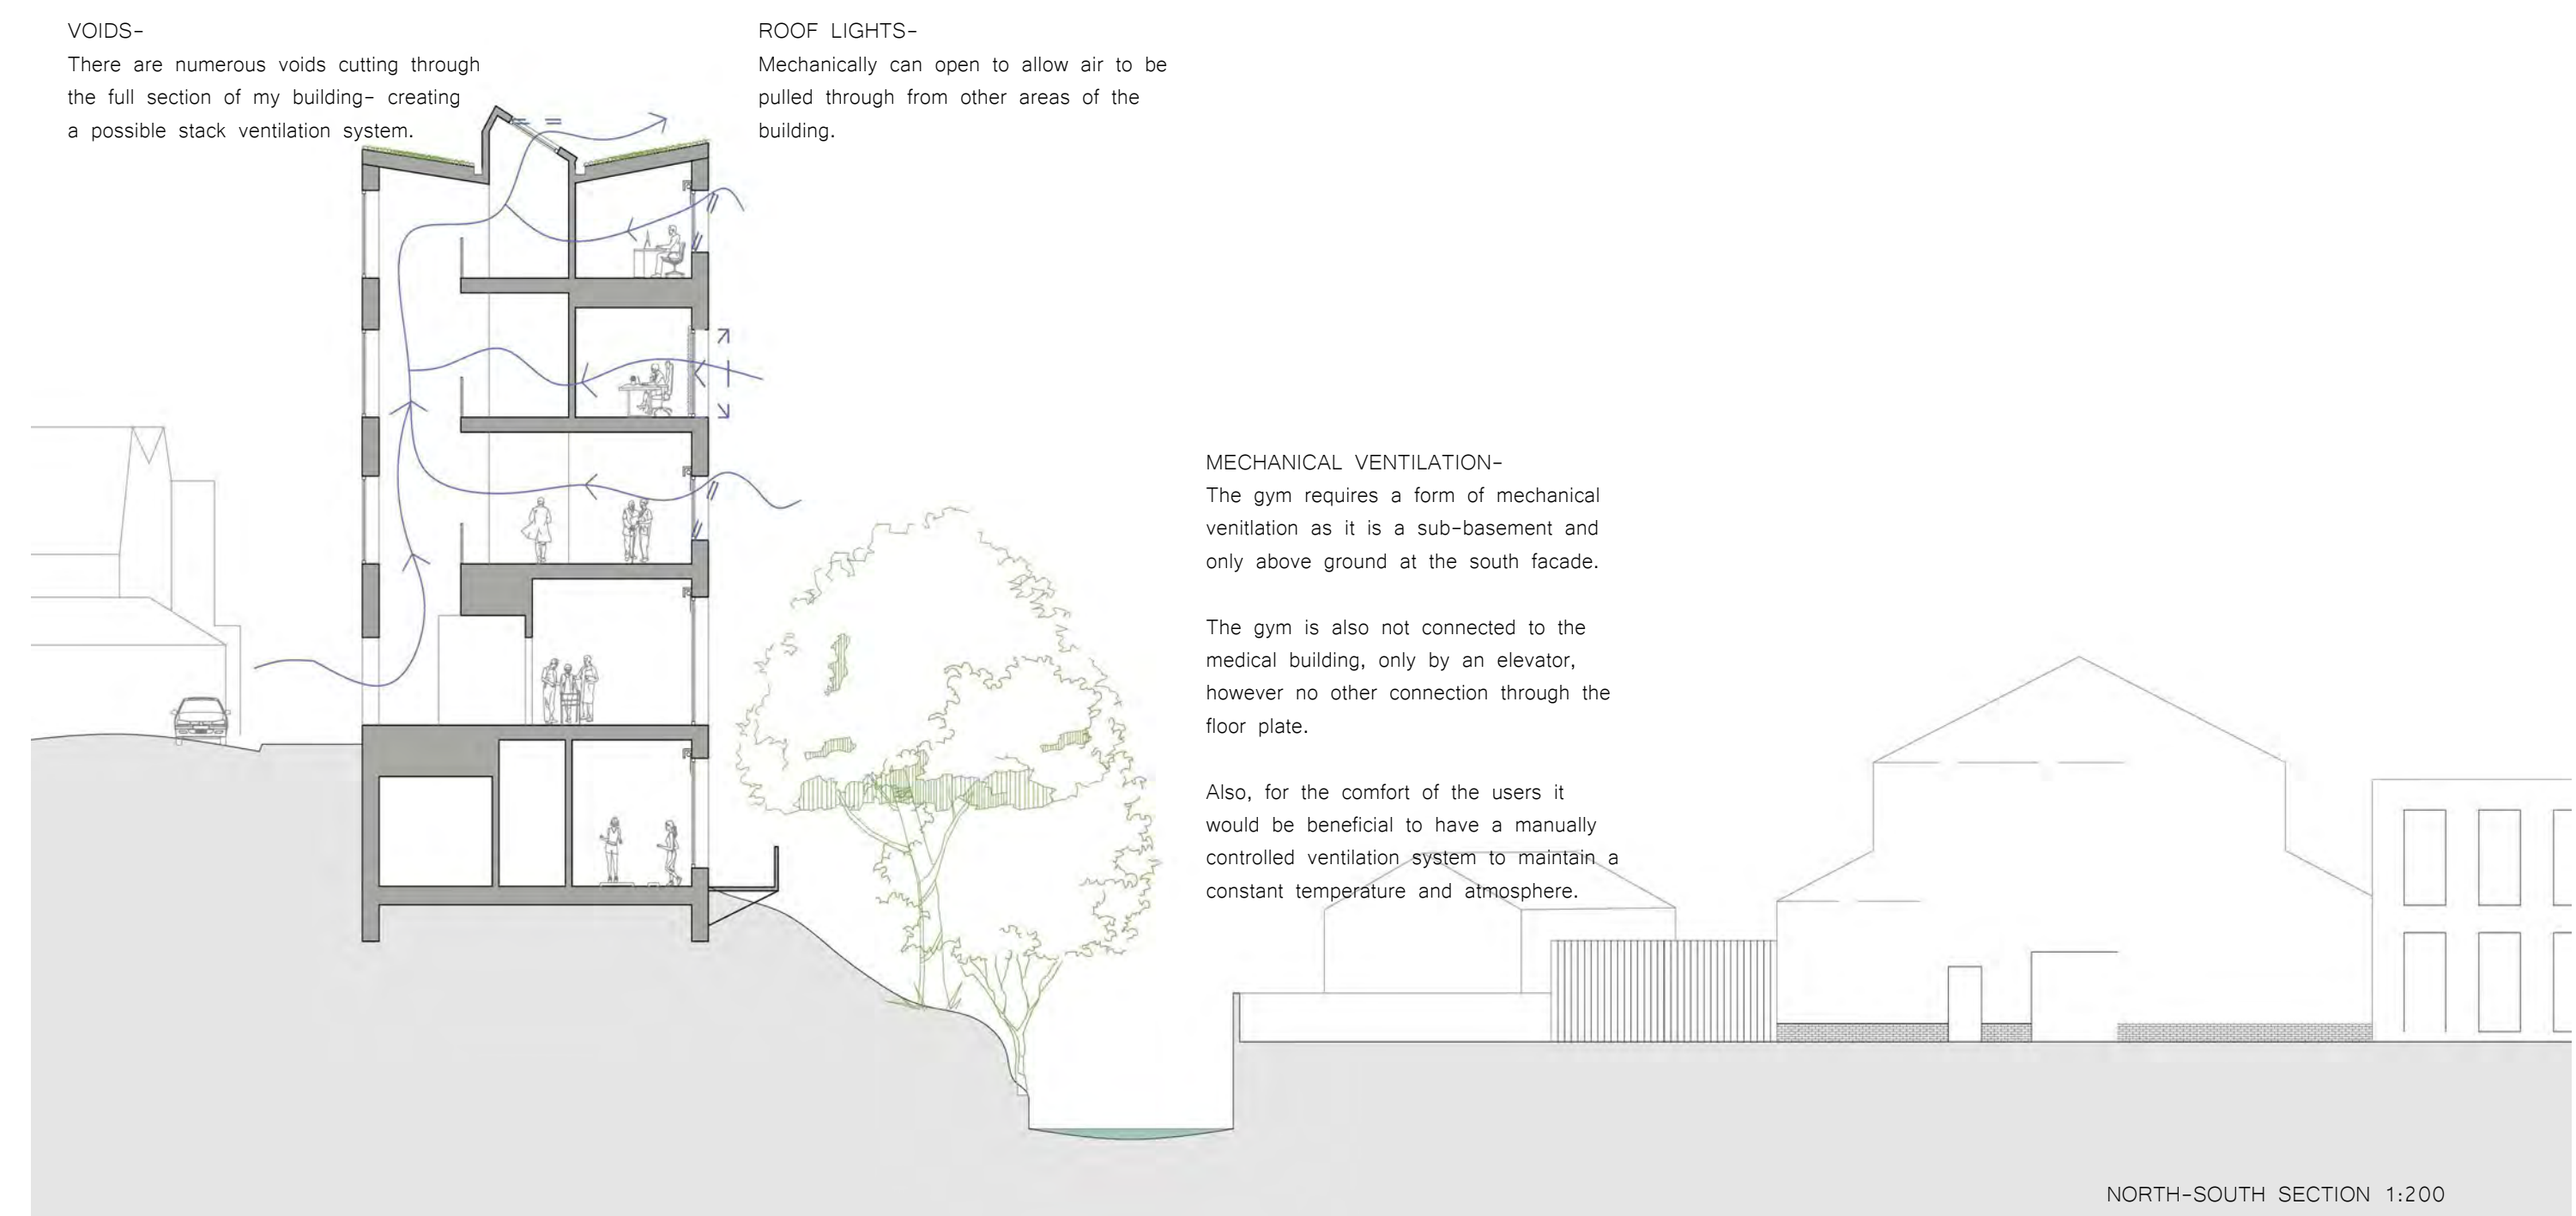 VOIDS-
There are numerous voids cutting through
the full section of my building- creating
a possible stack ventilation system.
ROOF LIGHTS-
Mechanically can open to allow air to be
pulled through from other areas of the
building.
MECHANICAL VENTILATION-
The gym requires a form of mechanical
venitlation as it is a sub-basement and
only above ground at the south facade.
The gym is also not connected to the
medical building, only by an elevator,
however no other connection through the
floor plate.
Also, for the comfort of the users it
would be beneficial to have a manually
controlled ventilation system to maintain a
constant temperature and atmosphere.
NORTH-SOUTH SECTION 1:200